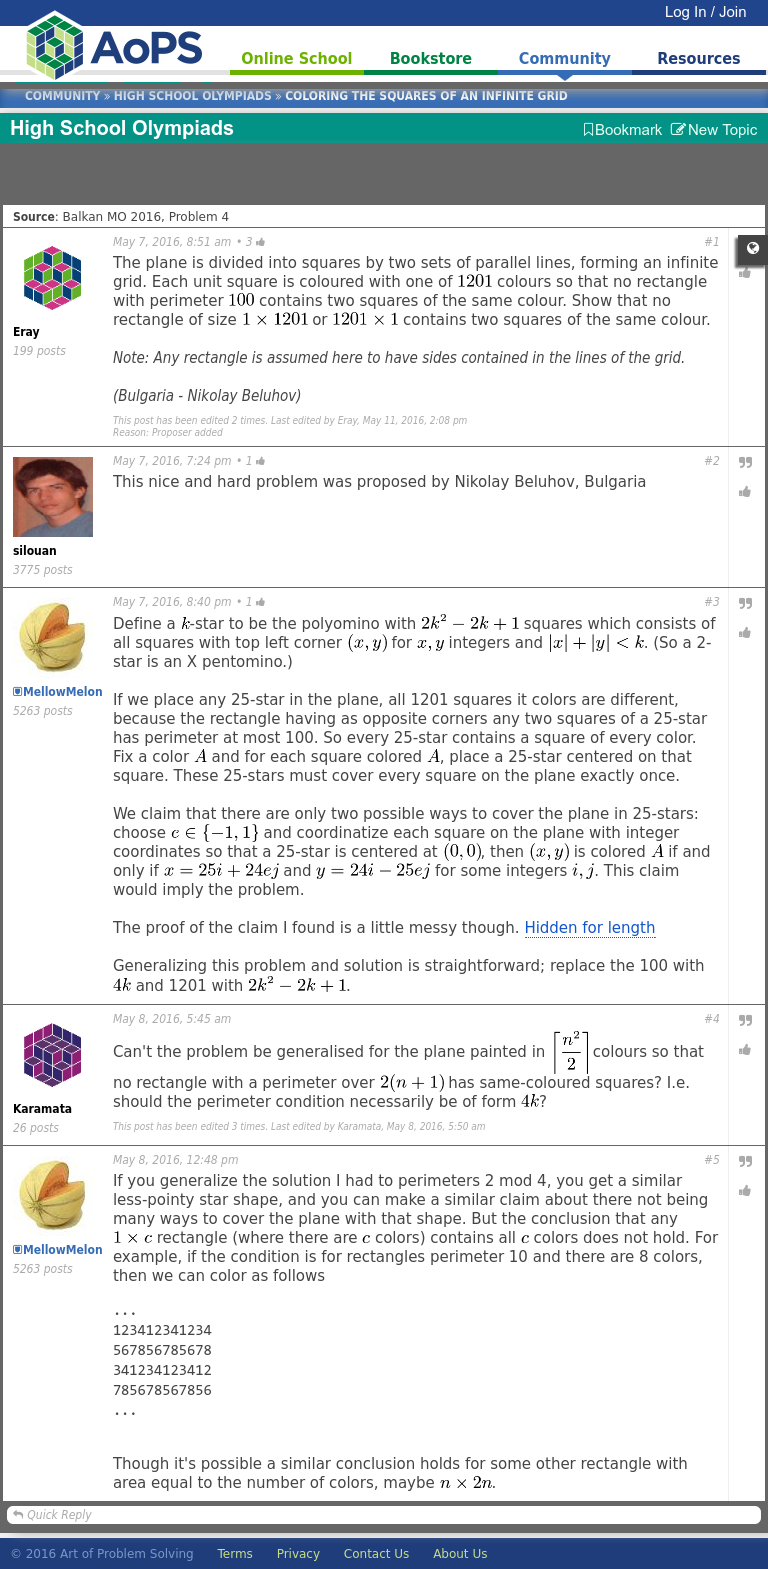 Log In / Join
AoPS
Online School Bookstore Community Resources
COMMUNITY » HIGH SCHOOL OLYMPIADS » COLORING THE SQUARES OF AN INFINITE GRID
High School Olympiads Bookmark New Topic
Source: Balkan MO 2016, Problem 4
May 7, 2016, 8:51 am • 3 #1
The plane is divided into squares by two sets of parallel lines, forming an infinite
grid. Each unit square is coloured with one of 1201 colours so that no rectangle
with perimeter 100 contains two squares of the same colour. Show that no
rectangle of size 1 × 1201 or 1201 × 1 contains two squares of the same colour.
Note: Any rectangle is assumed here to have sides contained in the lines of the grid.
(Bulgaria - Nikolay Beluhov)
This post has been edited 2 times. Last edited by Eray, May 11, 2016, 2:08 pm
Reason: Proposer added
Eray
199 posts
May 7, 2016, 7:24 pm • 1 #2
This nice and hard problem was proposed by Nikolay Beluhov, Bulgaria
silouan
3775 posts
May 7, 2016, 8:40 pm • 1 #3
Define a k-star to be the polyomino with 2k² − 2k + 1 squares which consists of
all squares with top left corner (x, y) for x, y integers and |x| + |y| < k. (So a 2-
star is an X pentomino.)
If we place any 25-star in the plane, all 1201 squares it colors are different,
because the rectangle having as opposite corners any two squares of a 25-star
has perimeter at most 100. So every 25-star contains a square of every color.
Fix a color A and for each square colored A, place a 25-star centered on that
square. These 25-stars must cover every square on the plane exactly once.
We claim that there are only two possible ways to cover the plane in 25-stars:
choose e ∈ {−1, 1} and coordinatize each square on the plane with integer
coordinates so that a 25-star is centered at (0, 0), then (x, y) is colored A if and
only if x = 25i + 24ej and y = 24i − 25ej for some integers i, j. This claim
would imply the problem.
The proof of the claim I found is a little messy though. Hidden for length
Generalizing this problem and solution is straightforward; replace the 100 with
4k and 1201 with 2k² − 2k + 1.
MellowMelon
5263 posts
May 8, 2016, 5:45 am #4
Can't the problem be generalised for the plane painted in ⌈n²/2⌉ colours so that
no rectangle with a perimeter over 2(n + 1) has same-coloured squares? I.e.
should the perimeter condition necessarily be of form 4k?
This post has been edited 3 times. Last edited by Karamata, May 8, 2016, 5:50 am
Karamata
26 posts
May 8, 2016, 12:48 pm #5
If you generalize the solution I had to perimeters 2 mod 4, you get a similar
less-pointy star shape, and you can make a similar claim about there not being
many ways to cover the plane with that shape. But the conclusion that any
1 × c rectangle (where there are c colors) contains all c colors does not hold. For
example, if the condition is for rectangles perimeter 10 and there are 8 colors,
then we can color as follows
...
123412341234
567856785678
341234123412
785678567856
...
Though it's possible a similar conclusion holds for some other rectangle with
area equal to the number of colors, maybe n × 2n.
MellowMelon
5263 posts
Quick Reply
© 2016 Art of Problem Solving Terms Privacy Contact Us About Us